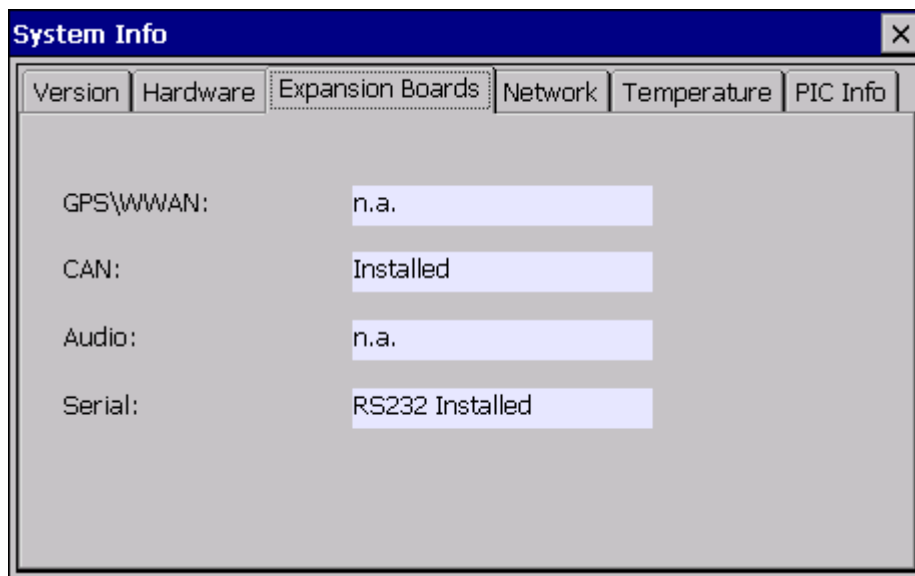 System Info
Version Hardware Expansion Boards Network Temperature PIC Info
GPS\WWAN: n.a.
CAN: Installed
Audio: n.a.
Serial: RS232 Installed